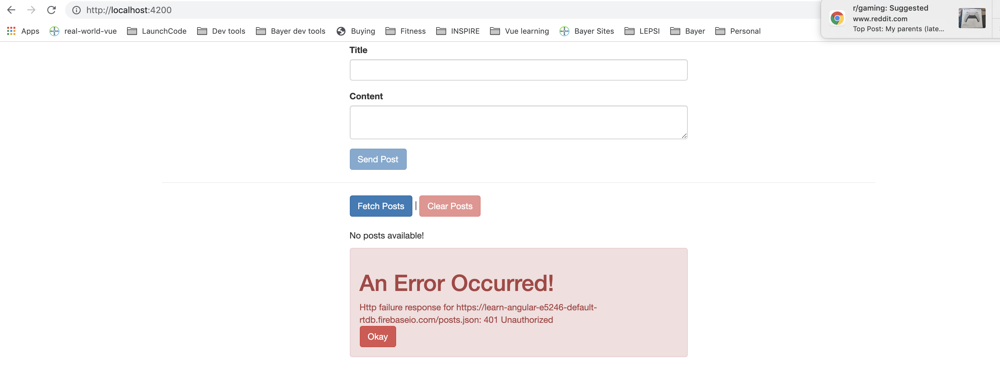 http://localhost:4200
r/gaming: Suggested
www.reddit.com
Top Post: My parents (late...
Apps real-world-vue LaunchCode Dev tools Bayer dev tools Buying Fitness INSPIRE Vue learning Bayer Sites LEPSI Bayer Personal
Title
Content
Send Post
Fetch Posts | Clear Posts
No posts available!
An Error Occurred!
Http failure response for https://learn-angular-e5246-default-
rtdb.firebaseio.com/posts.json: 401 Unauthorized
Okay